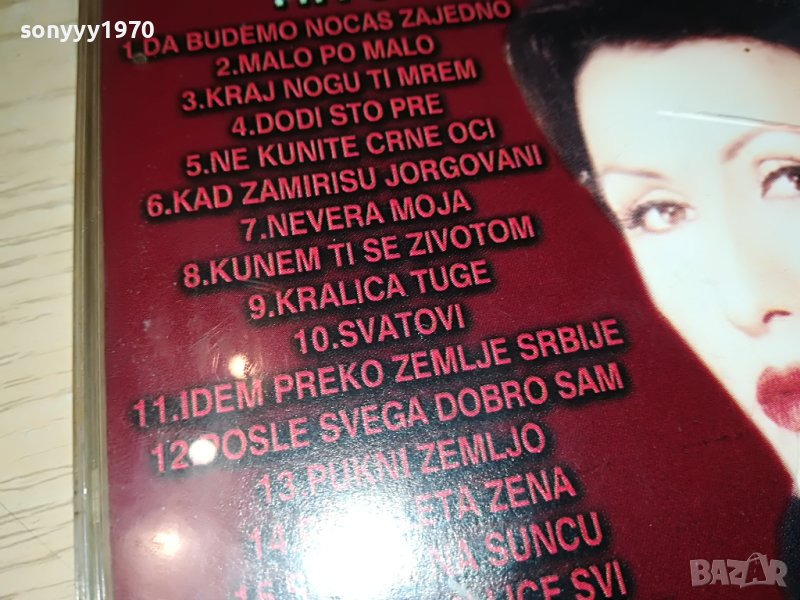 sonyyy1970
1.DA BUDEMO NOCAS ZAJEDNO
2.MALO PO MALO
3.KRAJ NOGU TI MREM
4.DODI STO PRE
5.NE KUNITE CRNE OCI
6.KAD ZAMIRISU JORGOVANI
7.NEVERA MOJA
8.KUNEM TI SE ZIVOTOM
9.KRALICA TUGE
10.SVATOVI
11.IDEM PREKO ZEMLJE SRBIJE
12.POSLE SVEGA DOBRO SAM
13.PUKNI ZEMLJO
14. ZENA
NA SUNCU
SVI
BAZAR